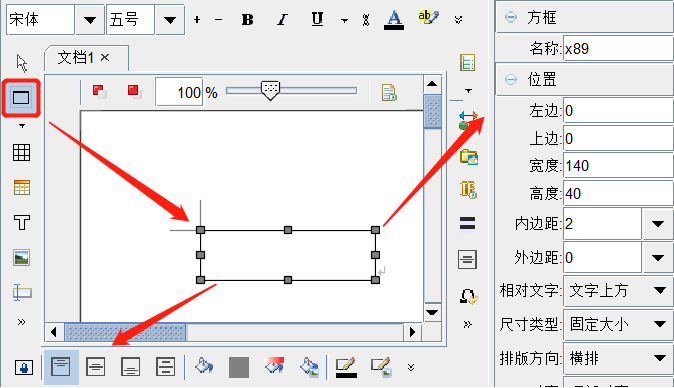 宋体 五号 + - B I U % A ab
文档1 ×
100 %
T
方框
名称: x89
位置
左边: 0
上边: 0
宽度: 140
高度: 40
内边距: 2
外边距: 0
相对文字: 文字上方
尺寸类型: 固定大小
排版方向: 横排